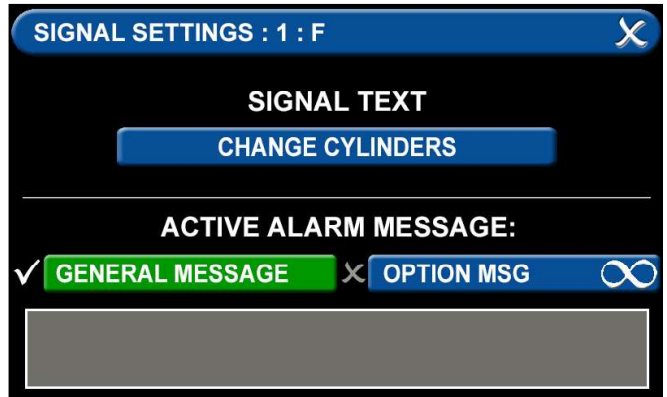 SIGNAL SETTINGS : 1 : F
SIGNAL TEXT
CHANGE CYLINDERS
ACTIVE ALARM MESSAGE:
GENERAL MESSAGE OPTION MSG